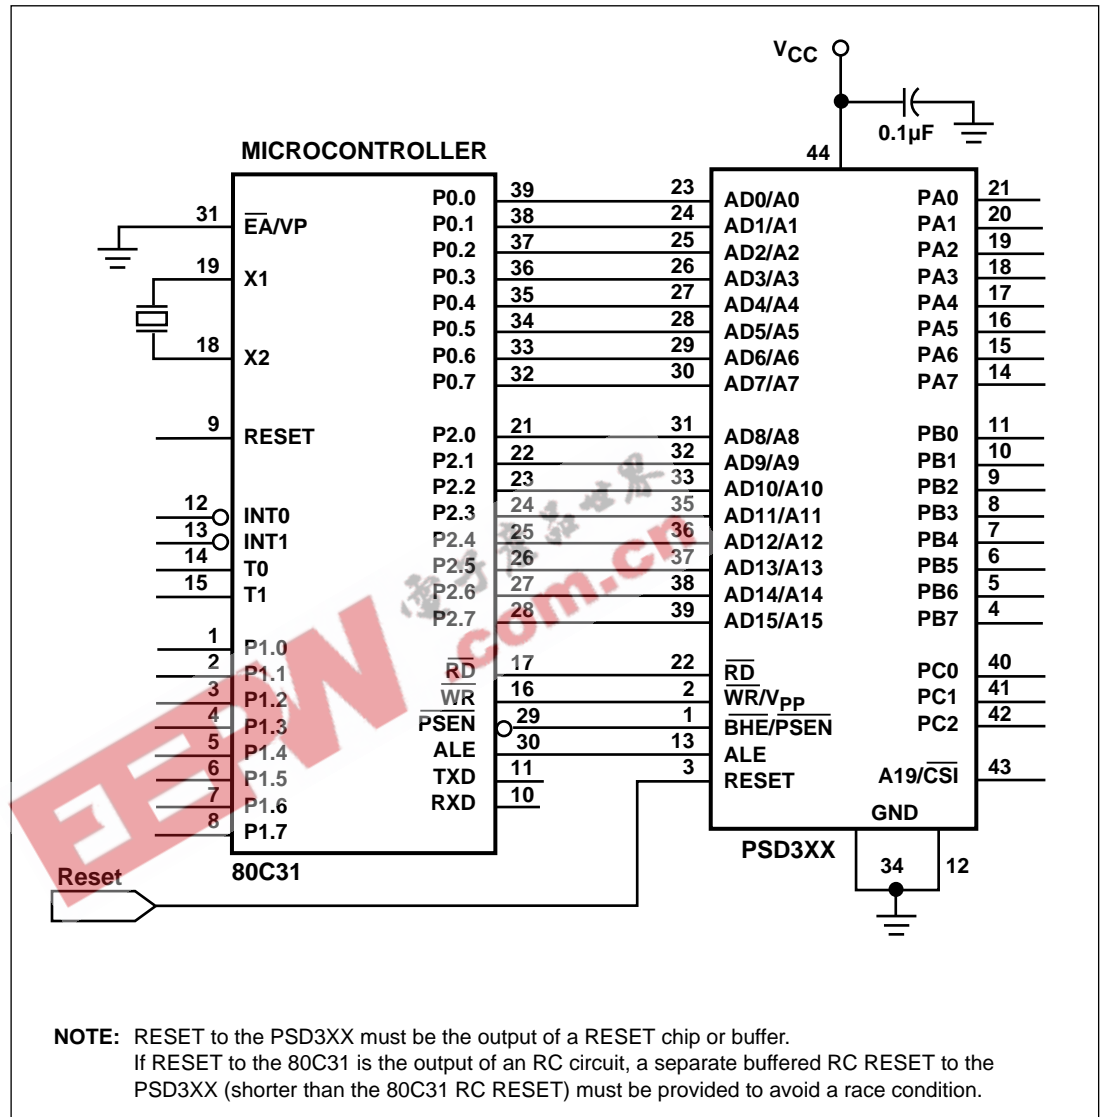 VCC
0.1µF
44
MICROCONTROLLER
31 EA/VP
19 X1
18 X2
9 RESET
12 INT0
13 INT1
14 T0
15 T1
1 P1.0
2 P1.1
3 P1.2
4 P1.3
5 P1.4
6 P1.5
7 P1.6
8 P1.7
P0.0 39
P0.1 38
P0.2 37
P0.3 36
P0.4 35
P0.5 34
P0.6 33
P0.7 32
P2.0 21
P2.1 22
P2.2 23
P2.3 24
P2.4 25
P2.5 26
P2.6 27
P2.7 28
RD 17
WR 16
PSEN 29
ALE 30
TXD 11
RXD 10
80C31
23 AD0/A0
24 AD1/A1
25 AD2/A2
26 AD3/A3
27 AD4/A4
28 AD5/A5
29 AD6/A6
30 AD7/A7
31 AD8/A8
32 AD9/A9
33 AD10/A10
35 AD11/A11
36 AD12/A12
37 AD13/A13
38 AD14/A14
39 AD15/A15
22 RD
2 WR/VPP
1 BHE/PSEN
13 ALE
3 RESET
PA0 21
PA1 20
PA2 19
PA3 18
PA4 17
PA5 16
PA6 15
PA7 14
PB0 11
PB1 10
PB2 9
PB3 8
PB4 7
PB5 6
PB6 5
PB7 4
PC0 40
PC1 41
PC2 42
A19/CSI 43
GND
PSD3XX
34 12
Reset
EEPW
.com.cn
電子產品世界
NOTE: RESET to the PSD3XX must be the output of a RESET chip or buffer.
If RESET to the 80C31 is the output of an RC circuit, a separate buffered RC RESET to the
PSD3XX (shorter than the 80C31 RC RESET) must be provided to avoid a race condition.